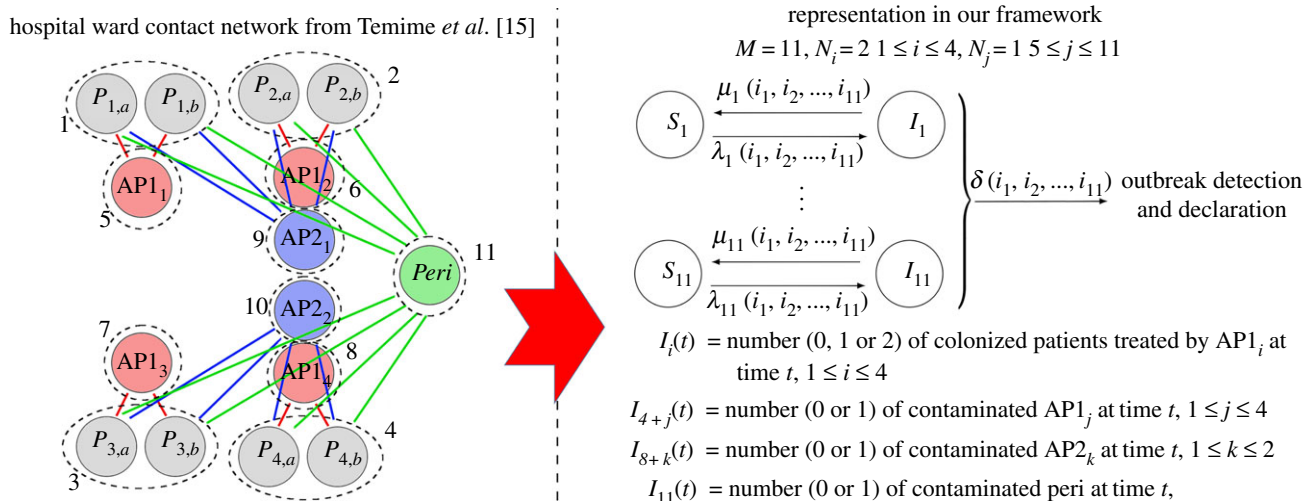 hospital ward contact network from Temime et al. [15]
P1,a P1,b P2,a P2,b 2
1
AP11 AP12
5 6
9 AP21
Peri 11
10 AP22
7
AP13 8
AP14
P3,a P3,b P4,a P4,b 4
3
representation in our framework
M = 11, Ni = 2 1 ≤ i ≤ 4, Nj = 1 5 ≤ j ≤ 11
μ1 (i1, i2, ..., i11)
S1 I1
λ1 (i1, i2, ..., i11)
δ (i1, i2, ..., i11) outbreak detection
and declaration
⋮
μ11 (i1, i2, ..., i11)
S11 I11
λ11 (i1, i2, ..., i11)
Ii(t) = number (0, 1 or 2) of colonized patients treated by AP1i at
time t, 1 ≤ i ≤ 4
I4 + j(t) = number (0 or 1) of contaminated AP1j at time t, 1 ≤ j ≤ 4
I8+k(t) = number (0 or 1) of contaminated AP2k at time t, 1 ≤ k ≤ 2
I11(t) = number (0 or 1) of contaminated peri at time t,